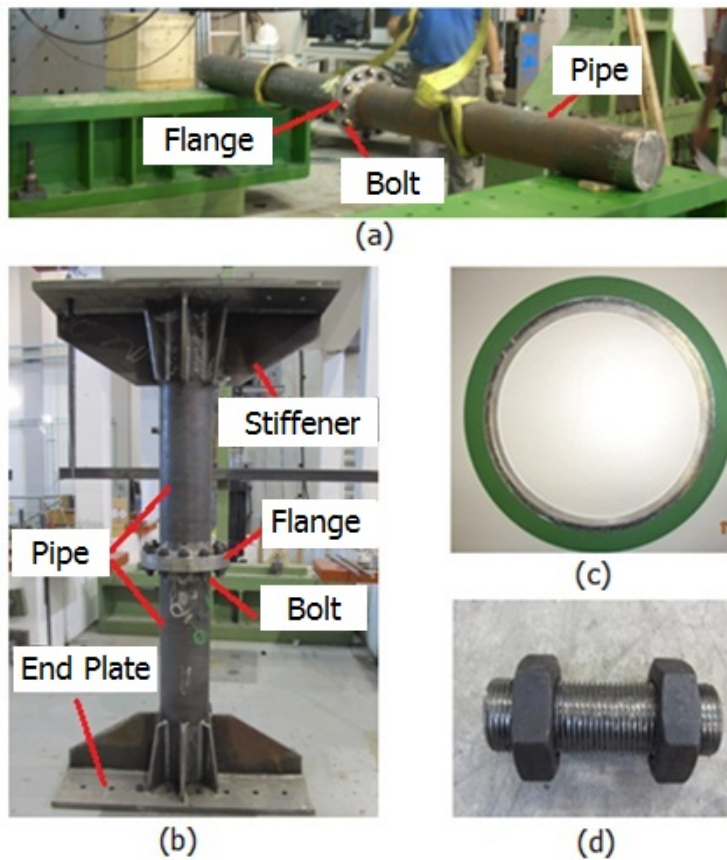 Pipe
Flange
Bolt
(a)
Stiffener
Flange
Pipe
Bolt
End Plate
(b)
(c)
(d)